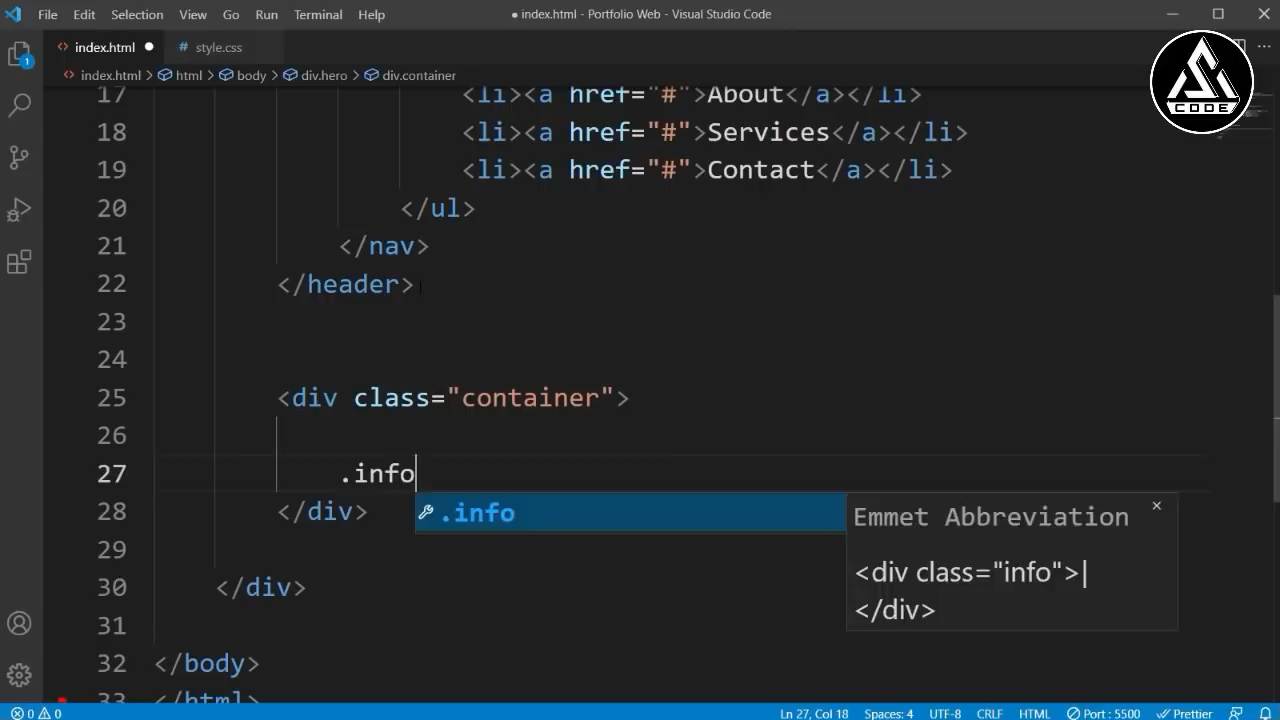 File Edit Selection View Go Run Terminal Help ● index.html - Portfolio Web - Visual Studio Code
index.html ● # style.css
index.html > html > body > div.hero > div.container
17 <li><a href="#">About</a></li>
18 <li><a href="#">Services</a></li>
19 <li><a href="#">Contact</a></li>
20 </ul>
21 </nav>
22 </header>
23
24
25 <div class="container">
26
27 .info
28 </div>
29
30 </div>
31
32 </body>
33 </html>
.info
Emmet Abbreviation
<div class="info">|
</div>
CODE
1
0 0 Ln 27, Col 18 Spaces: 4 UTF-8 CRLF HTML Port : 5500 Prettier